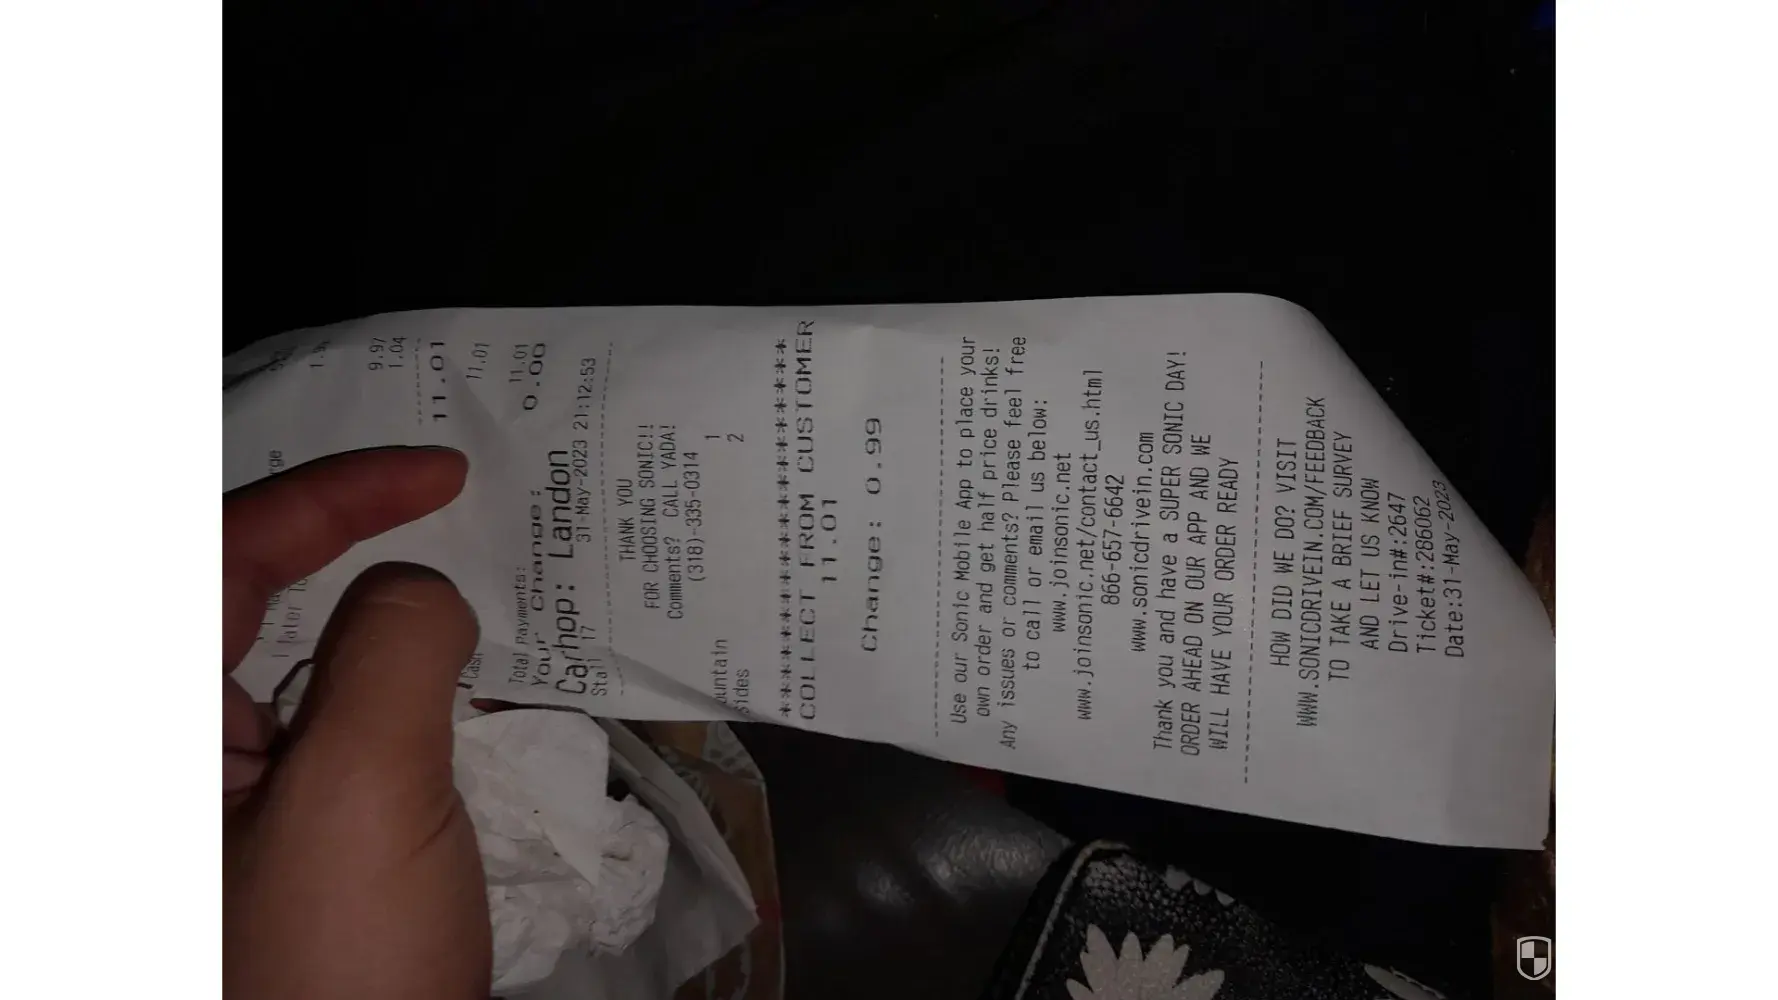 1.9
9.97
1.04
11.01
Cash 11.01
Total Payments: 11.01
Your Change: 0.00
Carhop: Landon
Stall 17 31-May-2023 21:12:53
THANK YOU
FOR CHOOSING SONIC!!
Comments? CALL YADA!
(318)-335-0314
ountain 1
Sides 2
COLLECT FROM CUSTOMER
11.01
Change: 0.99
Use our Sonic Mobile App to place your
own order and get half price drinks!
Any issues or comments? Please feel free
to call or email us below:
www.joinsonic.net
www.joinsonic.net/contact_us.html
866-657-6642
www.sonicdrivein.com
Thank you and have a SUPER SONIC DAY!
ORDER AHEAD ON OUR APP AND WE
WILL HAVE YOUR ORDER READY
HOW DID WE DO? VISIT
WWW.SONICDRIVEIN.COM/FEEDBACK
TO TAKE A BRIEF SURVEY
AND LET US KNOW
Drive-in#:2647
Ticket#:286062
Date:31-May-2023